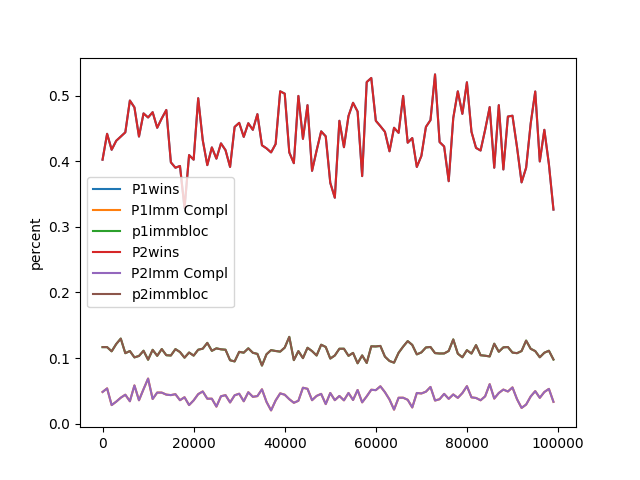 0.5
0.4
0.3
0.2
0.1
0.0
percent
P1wins
P1Imm Compl
p1immbloc
P2wins
P2Imm Compl
p2immbloc
0 20000 40000 60000 80000 100000